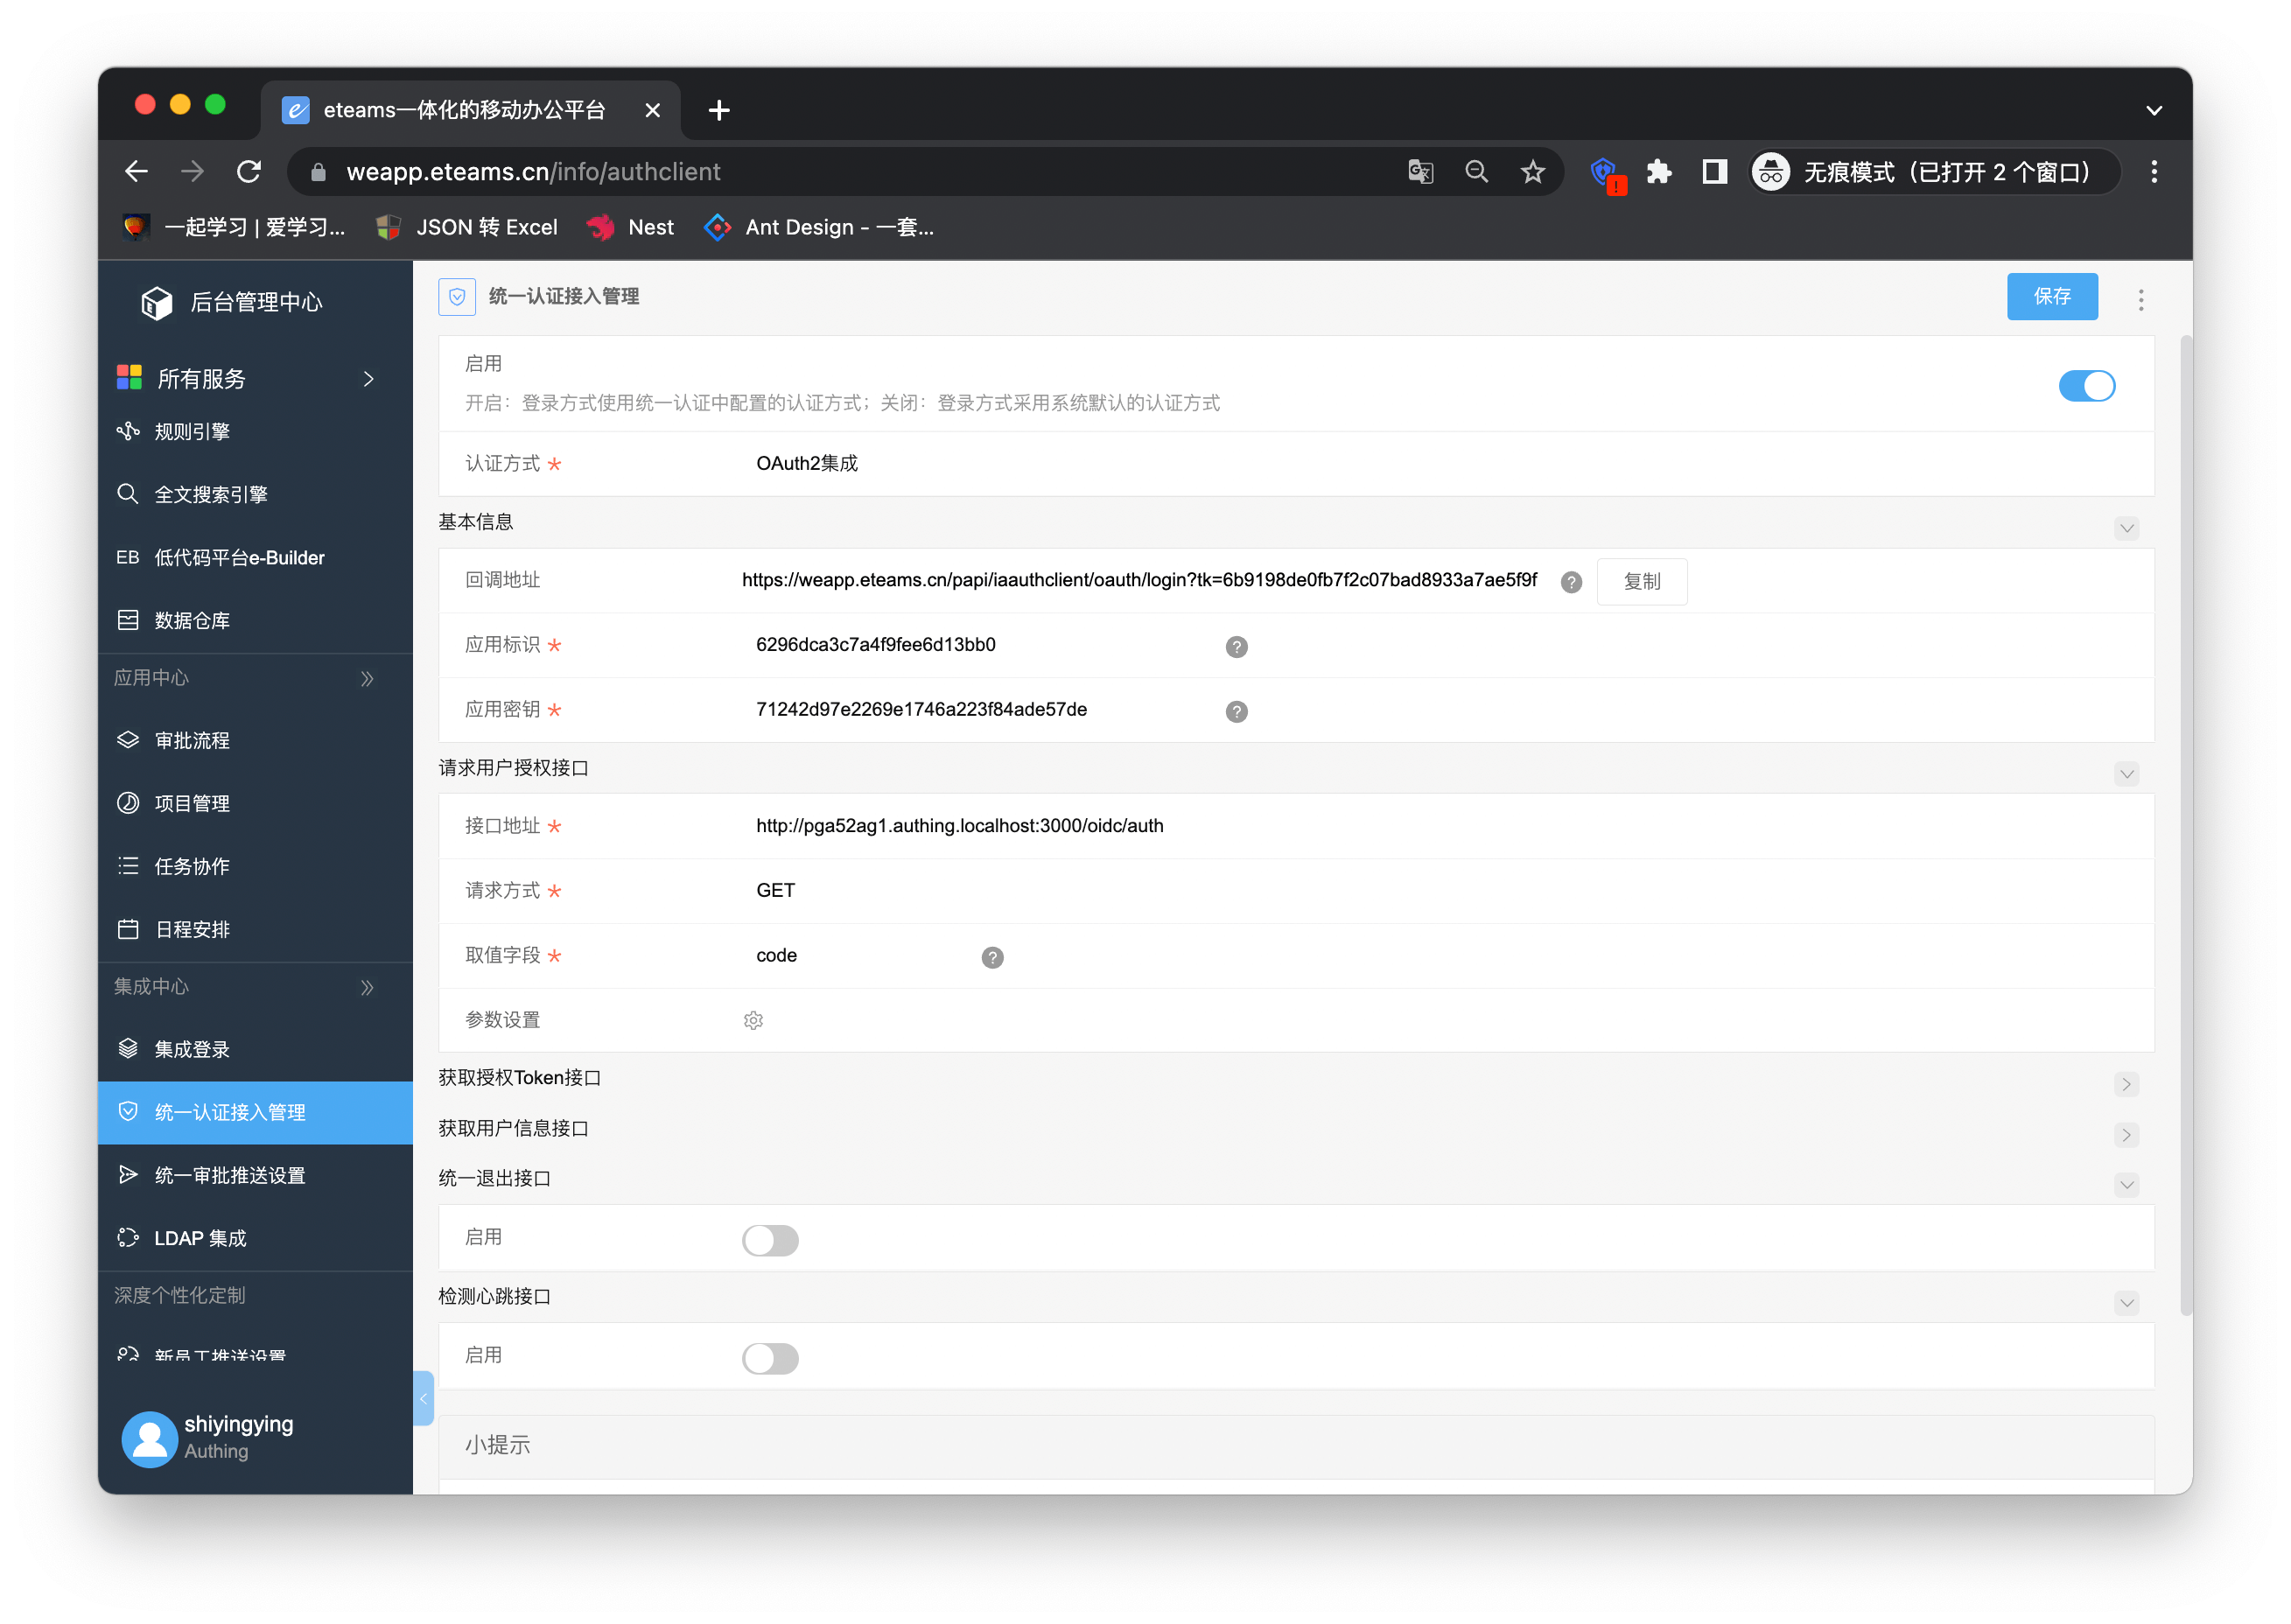 eteams一体化的移动办公平台
weapp.eteams.cn/info/authclient
无痕模式（已打开 2 个窗口）
一起学习 | 爱学习...
JSON 转 Excel
Nest
Ant Design - 一套...
后台管理中心
所有服务
规则引擎
全文搜索引擎
EB 低代码平台e-Builder
数据仓库
应用中心
审批流程
项目管理
任务协作
日程安排
集成中心
集成登录
统一认证接入管理
统一审批推送设置
LDAP 集成
深度个性化定制
新员工推送设置
shiyingying
Authing
统一认证接入管理
保存
启用
开启：登录方式使用统一认证中配置的认证方式；关闭：登录方式采用系统默认的认证方式
认证方式 * OAuth2集成
基本信息
回调地址 https://weapp.eteams.cn/papi/iaauthclient/oauth/login?tk=6b9198de0fb7f2c07bad8933a7ae5f9f ? 复制
应用标识 * 6296dca3c7a4f9fee6d13bb0 ?
应用密钥 * 71242d97e2269e1746a223f84ade57de ?
请求用户授权接口
接口地址 * http://pga52ag1.authing.localhost:3000/oidc/auth
请求方式 * GET
取值字段 * code ?
参数设置
获取授权Token接口
获取用户信息接口
统一退出接口
启用
检测心跳接口
启用
小提示